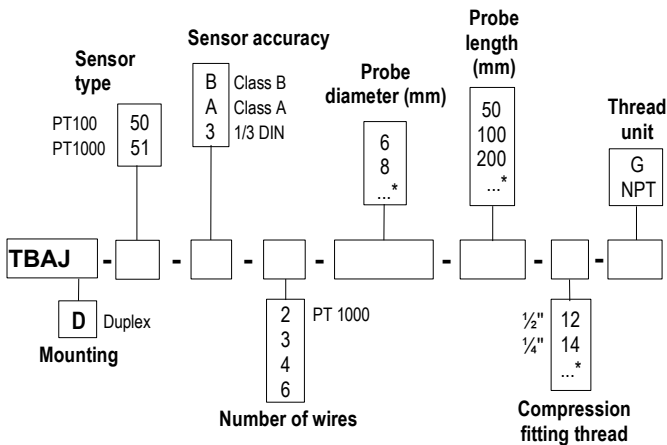 Sensor type
PT100 50
PT1000 51
Sensor accuracy
B Class B
A Class A
3 1/3 DIN
Probe diameter (mm)
6
8
...*
Probe length (mm)
50
100
200
...*
Thread unit
G
NPT
TBAJ - - - - - - -
D Duplex
Mounting
2 PT 1000
3
4
6
Number of wires
½" 12
¼" 14
...*
Compression fitting thread